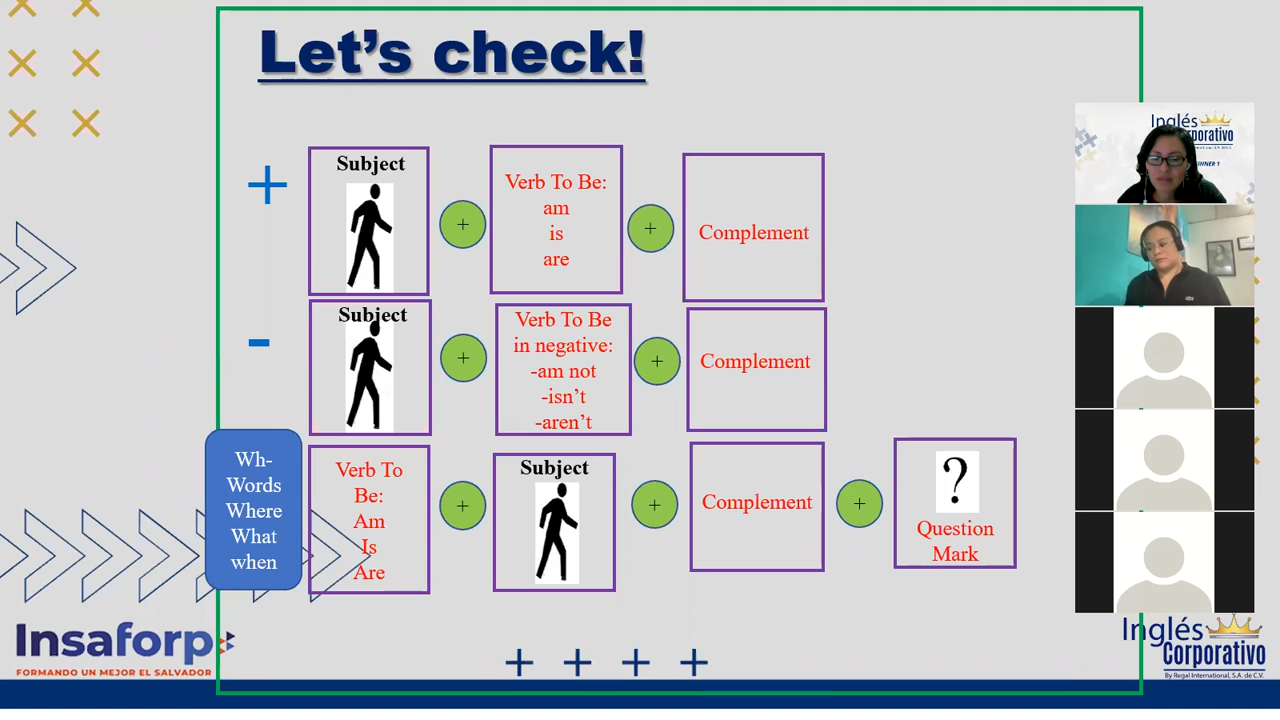 Let's check!
+
Subject
+
Verb To Be:
am
is
are
+
Complement
-
Subject
+
Verb To Be
in negative:
-am not
-isn't
-aren't
+
Complement
Wh-
Words
Where
What
when
Verb To
Be:
Am
Is
Are
+
Subject
+
Complement
+
?
Question
Mark
Insaforp
FORMANDO UN MEJOR EL SALVADOR
Inglés
Corporativo
By Regal International, S.A. de C.V.
Inglés
orporativo